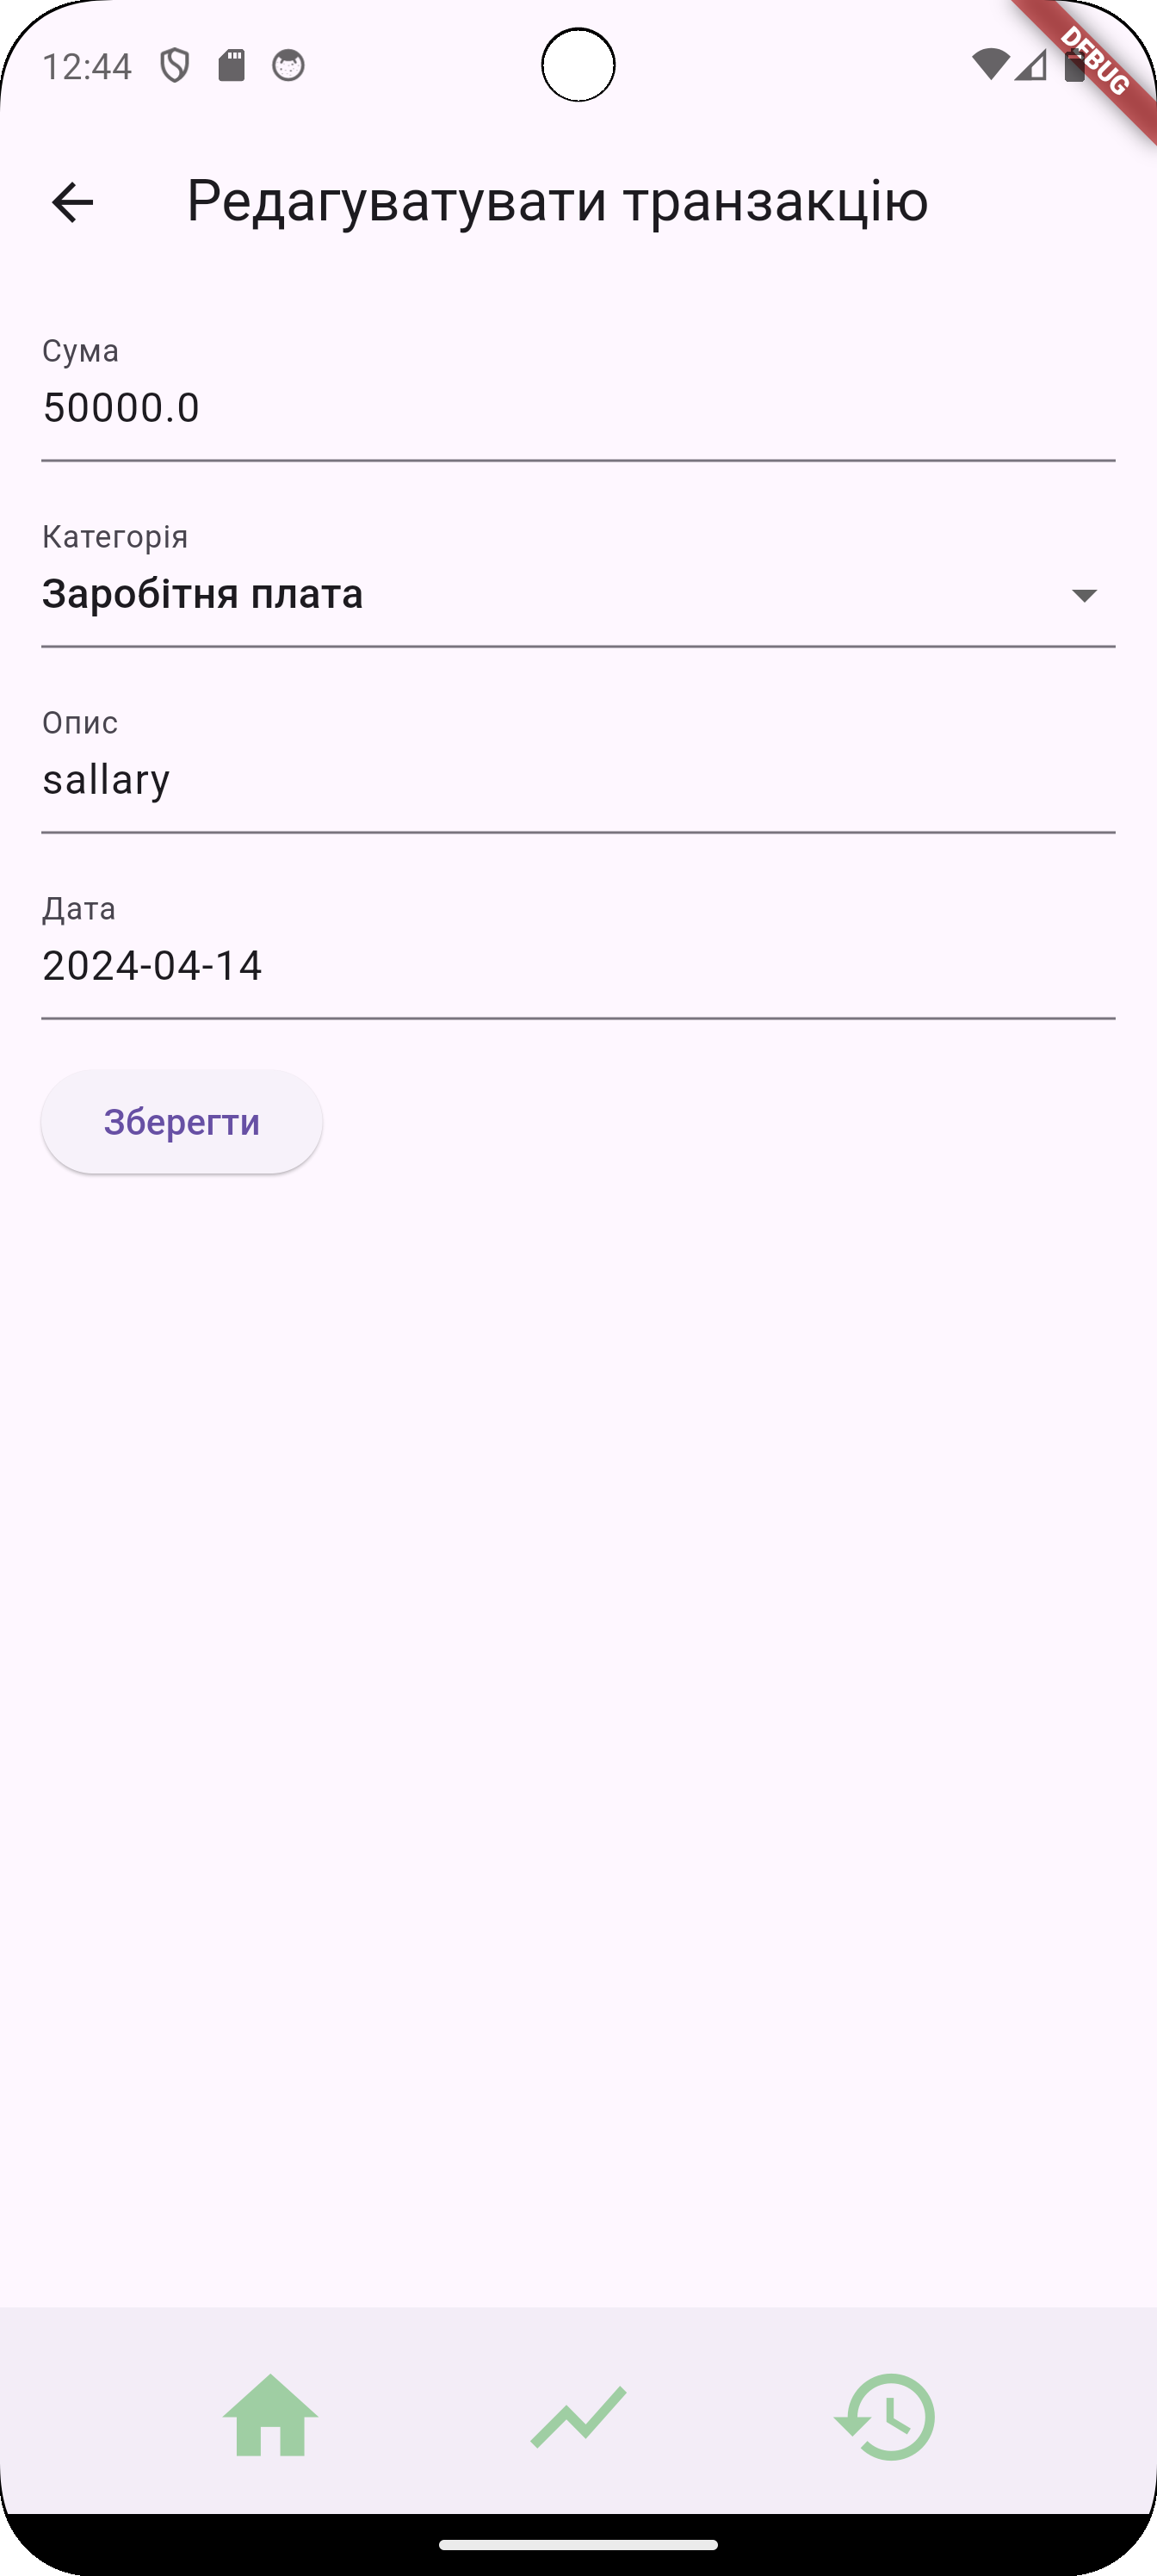 12:44
DEBUG
Редагуватувати транзакцію
Сума
50000.0
Категорія
Заробітня плата
Опис
sallary
Дата
2024-04-14
Зберегти